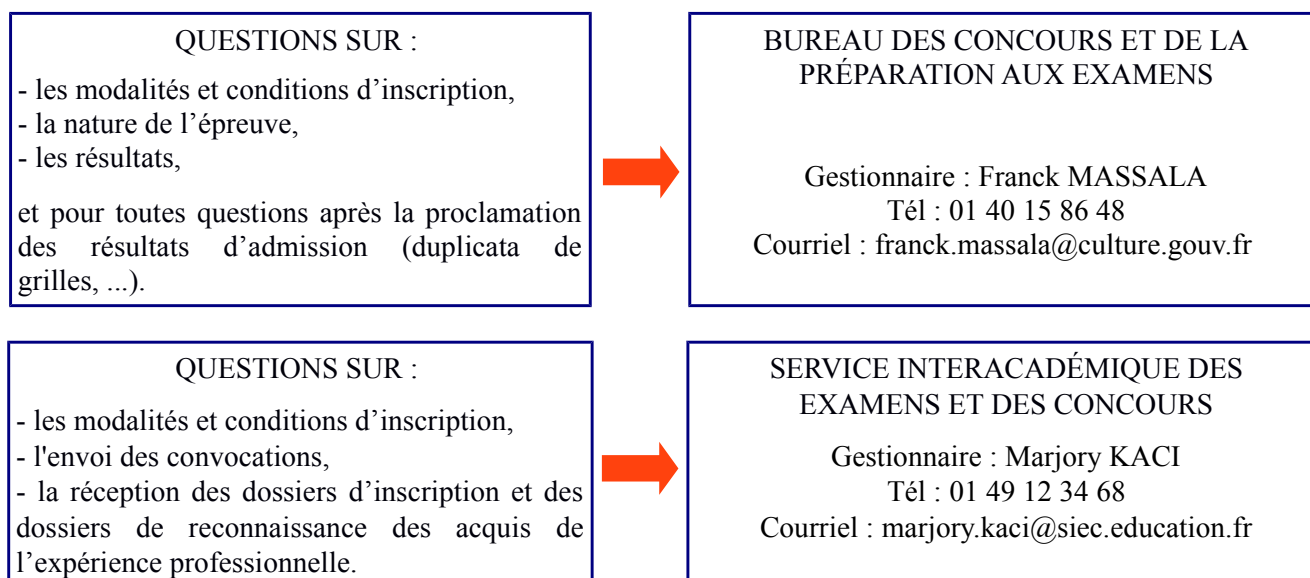 QUESTIONS SUR :
- les modalités et conditions d’inscription,
- la nature de l’épreuve,
- les résultats,
et pour toutes questions après la proclamation
des résultats d’admission (duplicata de
grilles, ...).
BUREAU DES CONCOURS ET DE LA
PRÉPARATION AUX EXAMENS
Gestionnaire : Franck MASSALA
Tél : 01 40 15 86 48
Courriel : franck.massala@culture.gouv.fr
QUESTIONS SUR :
- les modalités et conditions d’inscription,
- l'envoi des convocations,
- la réception des dossiers d’inscription et des
dossiers de reconnaissance des acquis de
l’expérience professionnelle.
SERVICE INTERACADÉMIQUE DES
EXAMENS ET DES CONCOURS
Gestionnaire : Marjory KACI
Tél : 01 49 12 34 68
Courriel : marjory.kaci@siec.education.fr